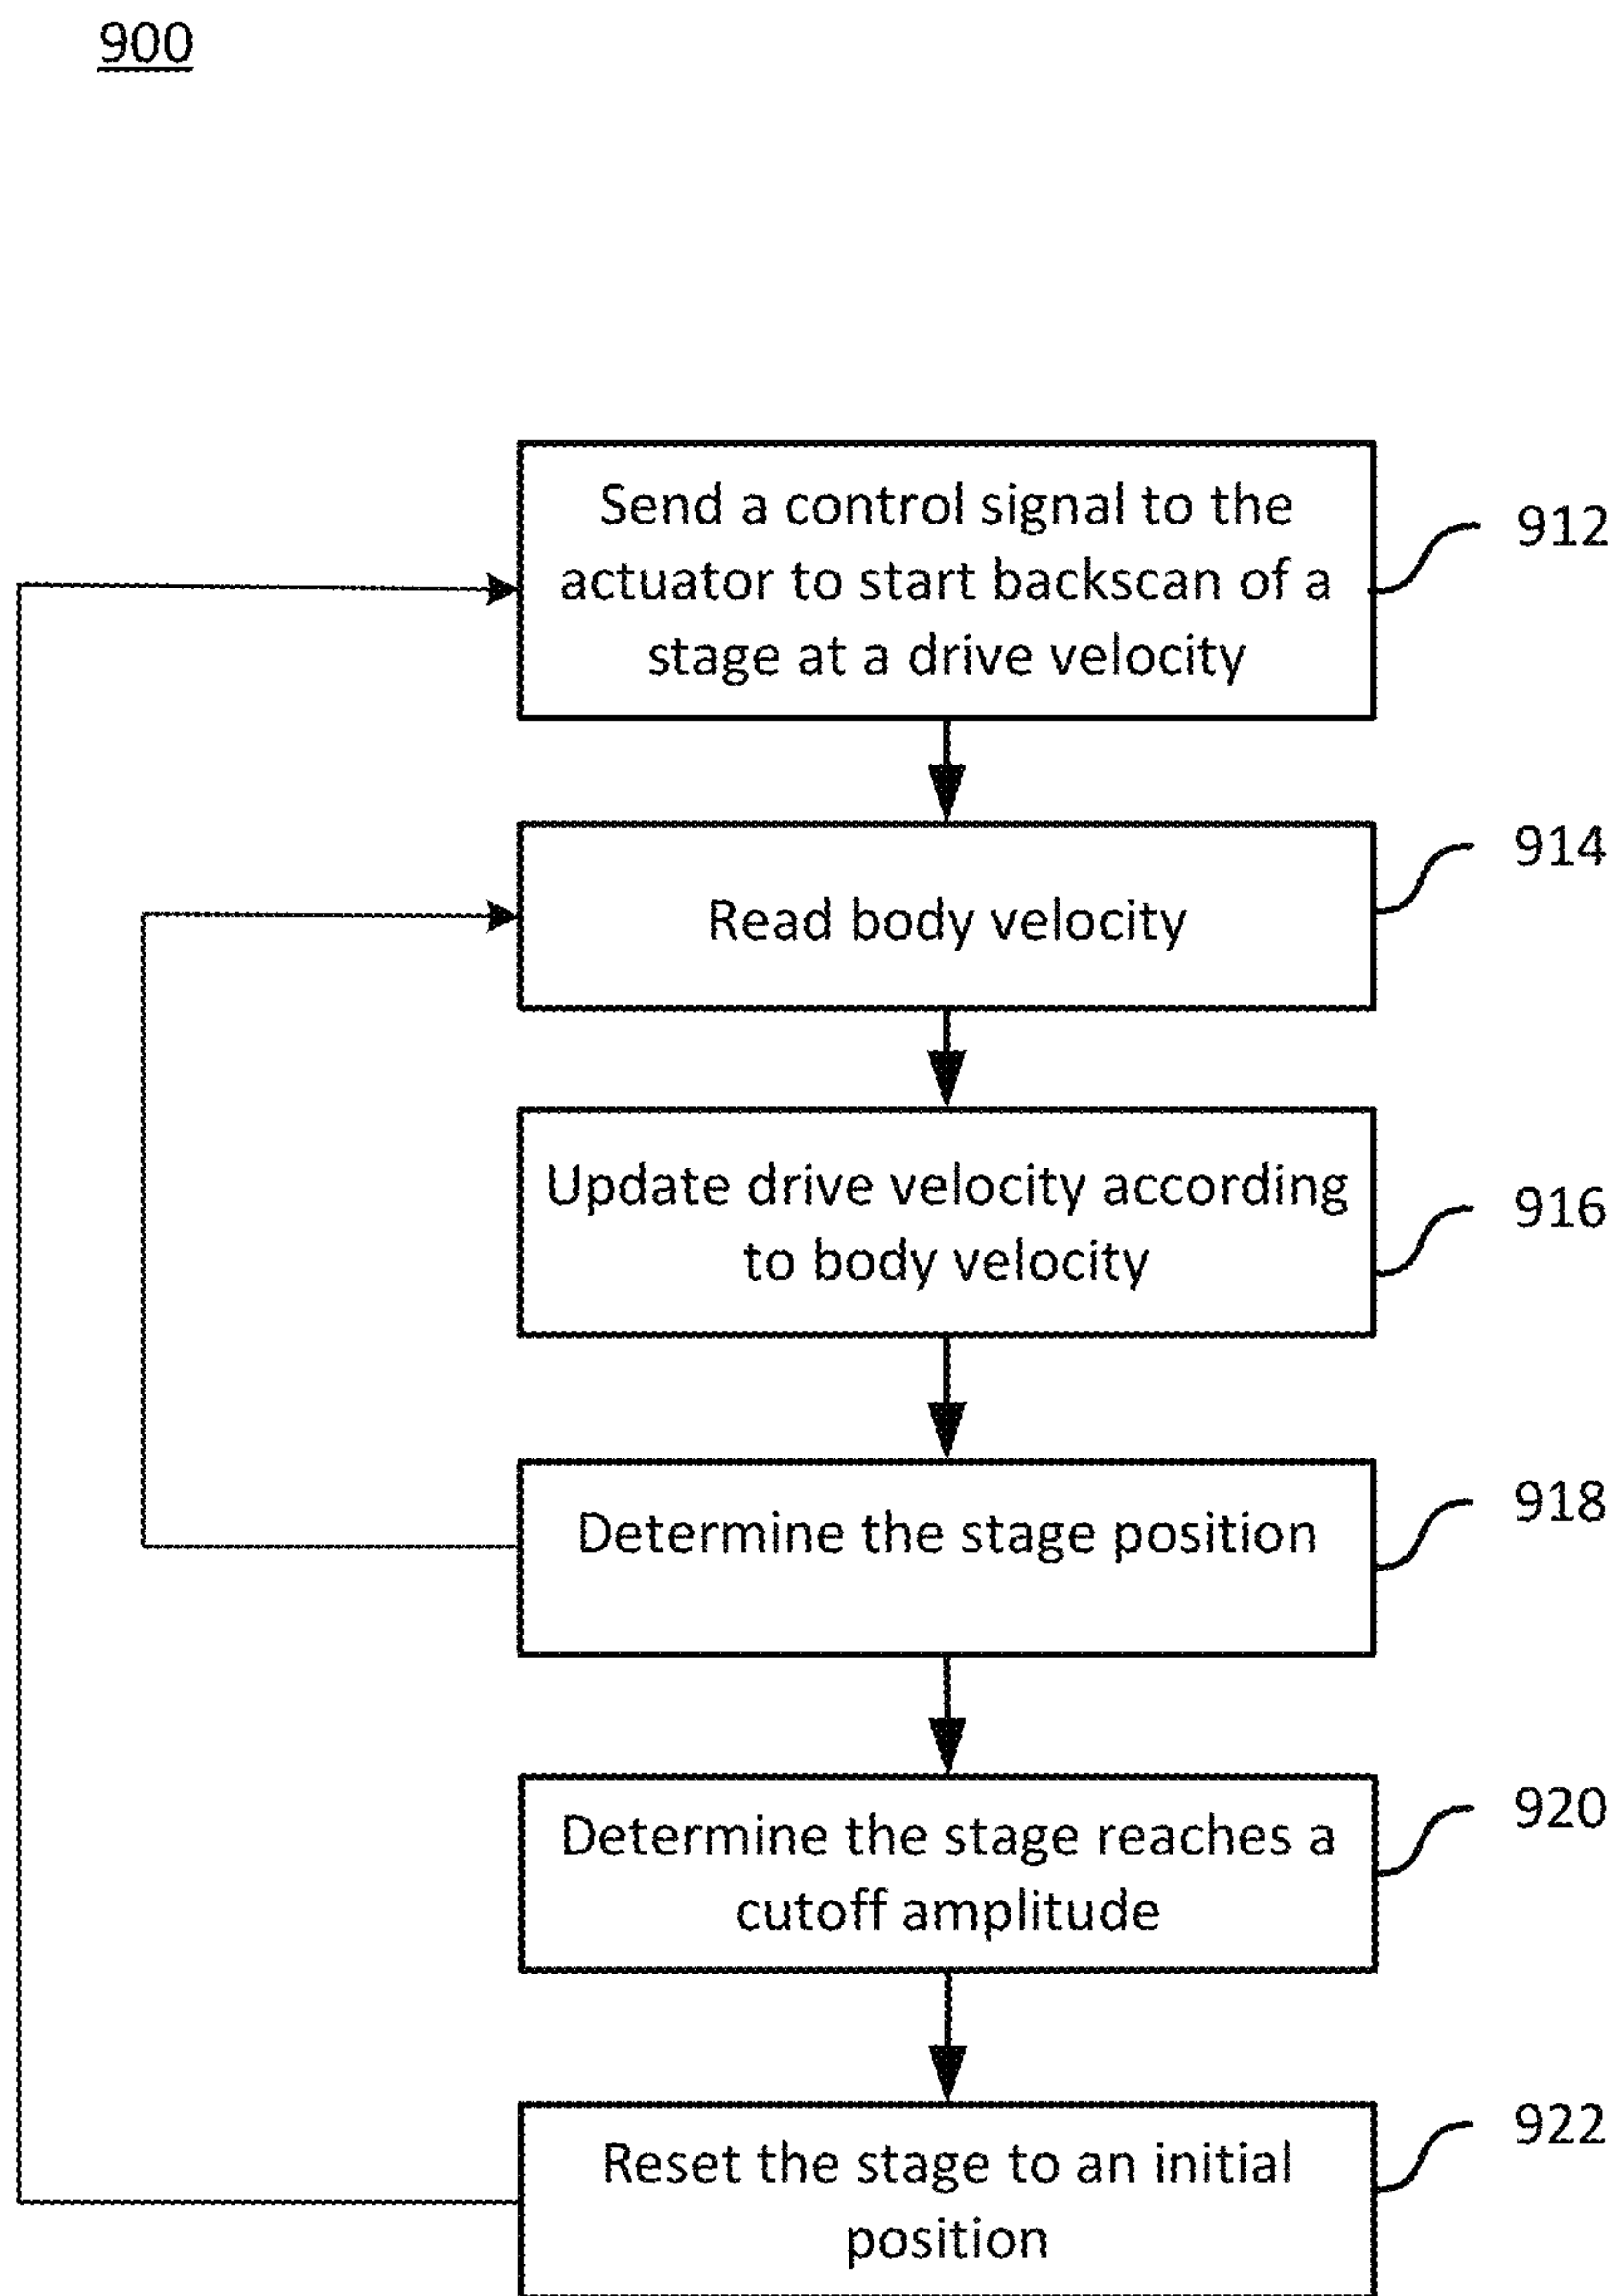 900
Send a control signal to the
actuator to start backscan of a
stage at a drive velocity
912
Read body velocity
914
Update drive velocity according
to body velocity
916
Determine the stage position
918
Determine the stage reaches a
cutoff amplitude
920
Reset the stage to an initial
position
922